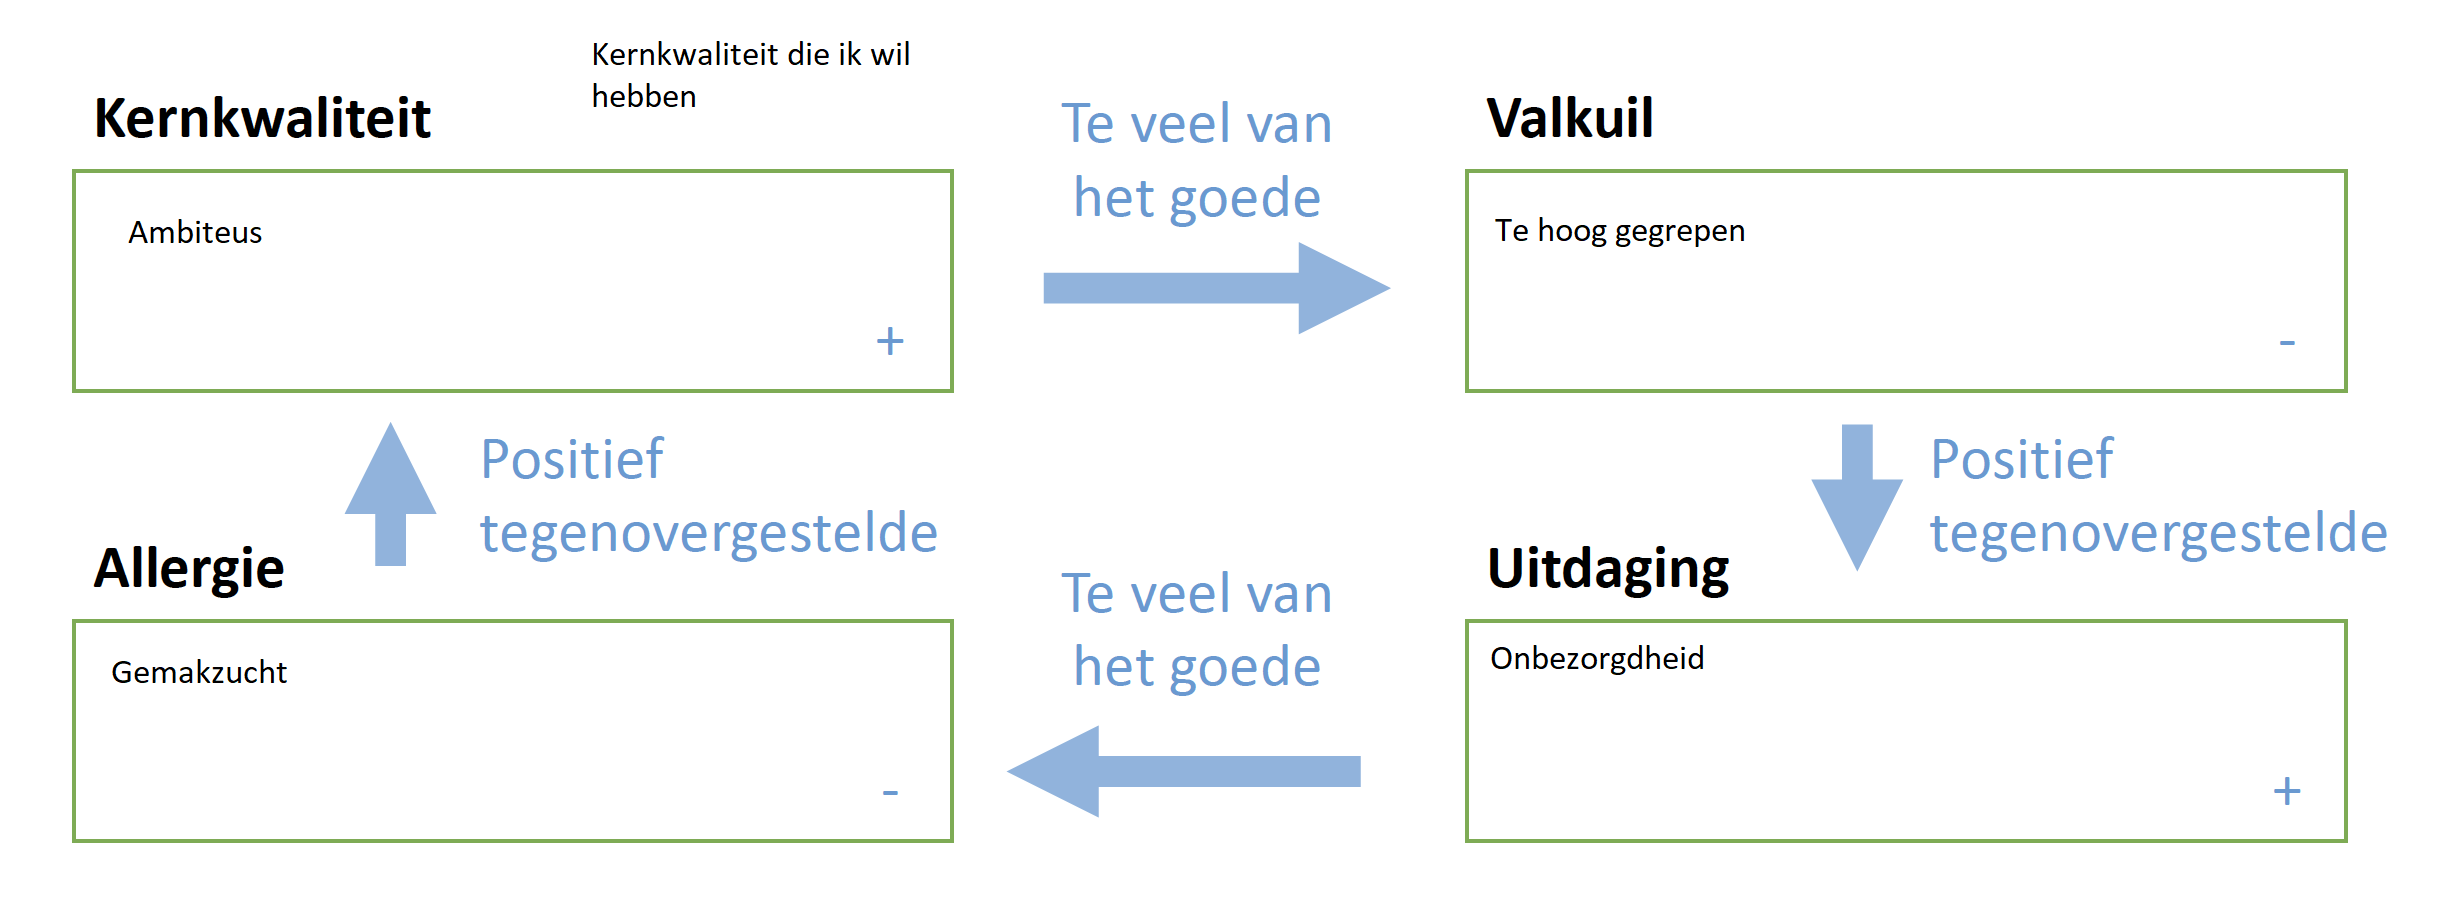 Kernkwaliteit die ik wil
hebben
Kernkwaliteit
Te veel van
het goede
Valkuil
Ambiteus
+
Te hoog gegrepen
-
Positief
tegenovergestelde
Positief
tegenovergestelde
Allergie
Te veel van
het goede
Uitdaging
Gemakzucht
-
Onbezorgdheid
+